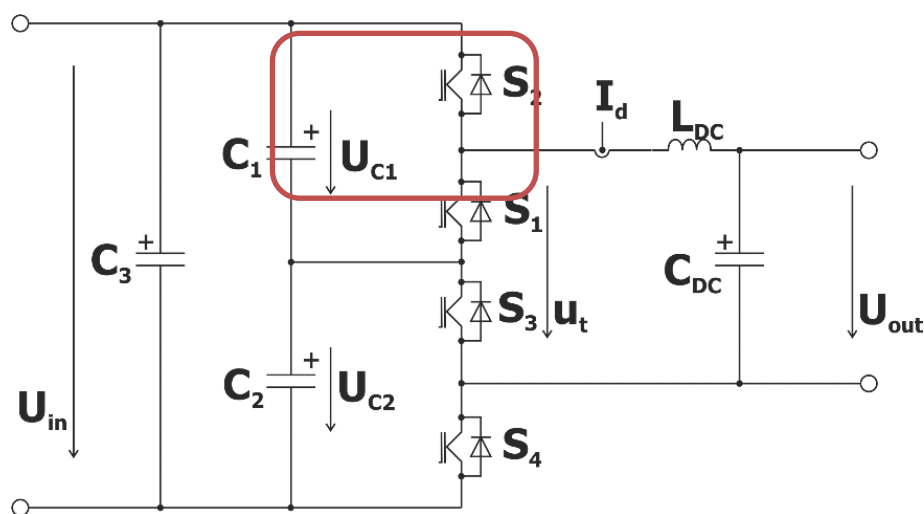 S2
Id
LDC
C1
+
UC1
S1
C3
+
CDC
+
S3
ut
Uout
C2
+
UC2
Uin
S4